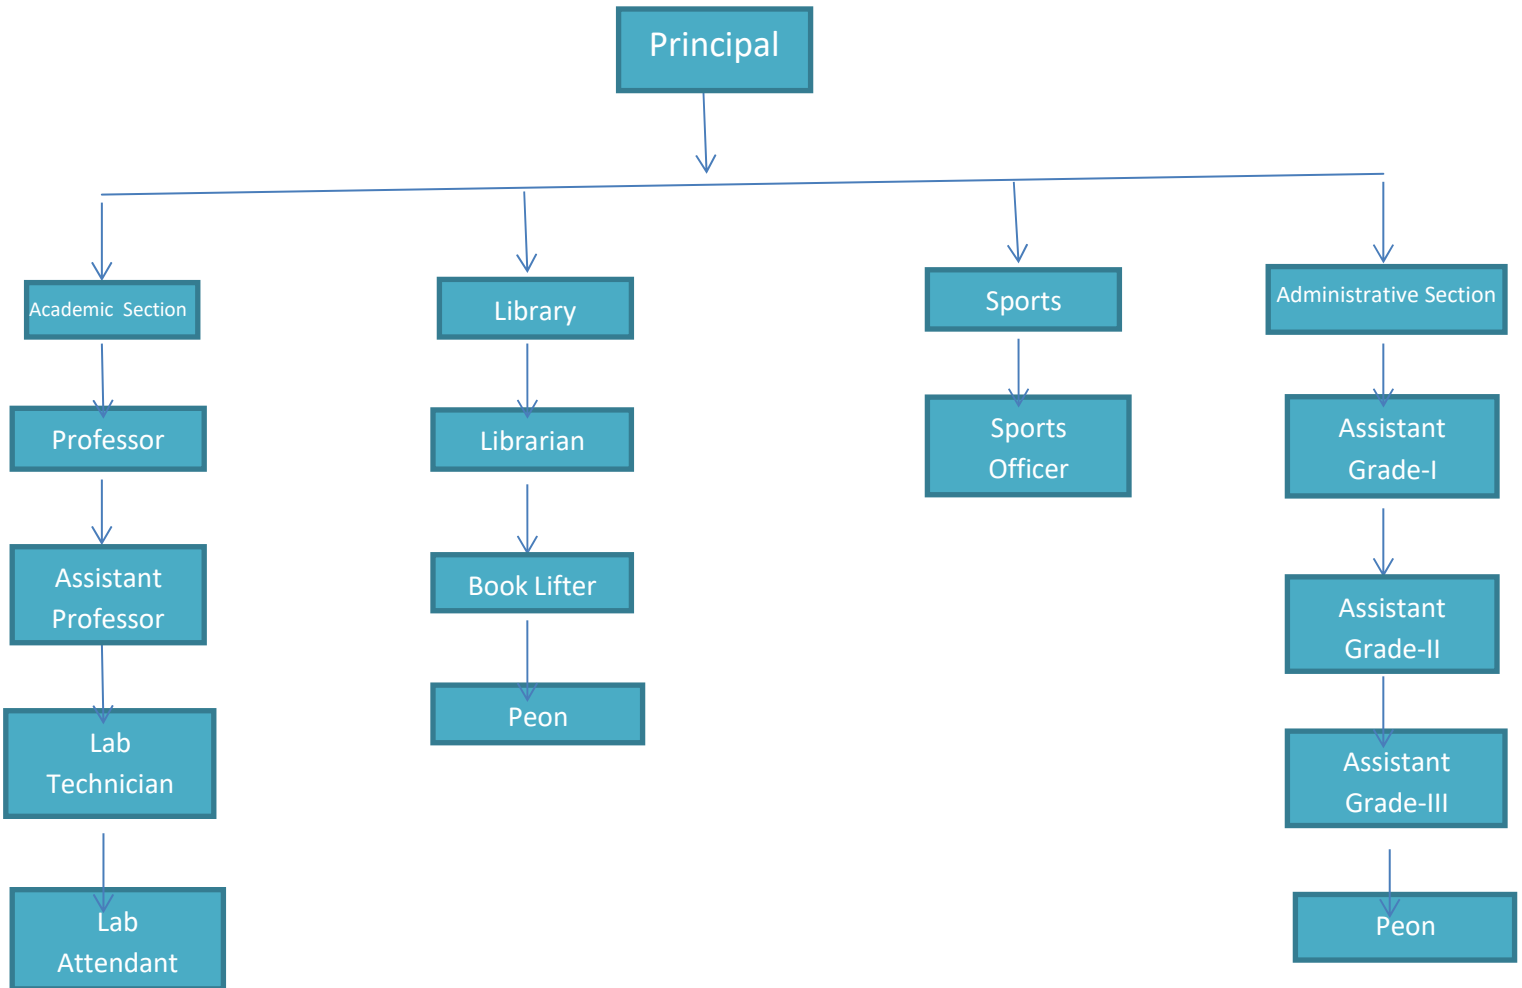 Principal
Academic Section
Library
Sports
Administrative Section
Professor
Librarian
Sports
Officer
Assistant
Grade-I
Assistant
Professor
Book Lifter
Assistant
Grade-II
Lab
Technician
Peon
Assistant
Grade-III
Lab
Attendant
Peon